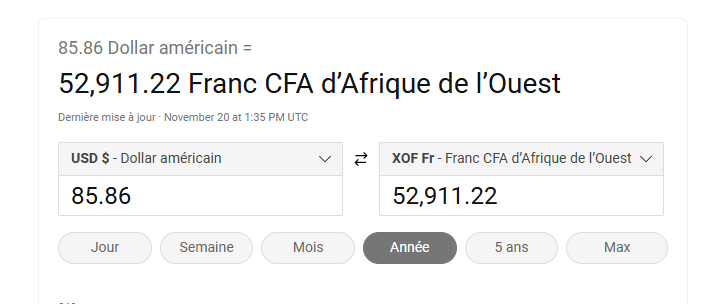 85.86 Dollar américain =
52,911.22 Franc CFA d’Afrique de l’Ouest
Dernière mise à jour · November 20 at 1:35 PM UTC
USD $ - Dollar américain
XOF Fr - Franc CFA d’Afrique de l’Ouest
85.86
52,911.22
Jour Semaine Mois Année 5 ans Max